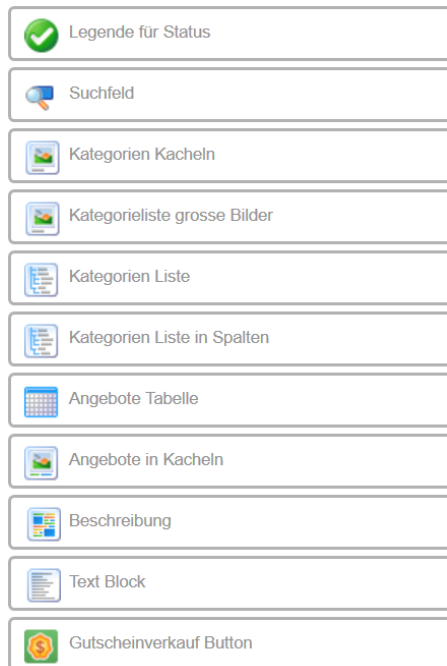 Legende für Status
Suchfeld
Kategorien Kacheln
Kategorieliste grosse Bilder
Kategorien Liste
Kategorien Liste in Spalten
Angebote Tabelle
Angebote in Kacheln
Beschreibung
Text Block
Gutscheinverkauf Button